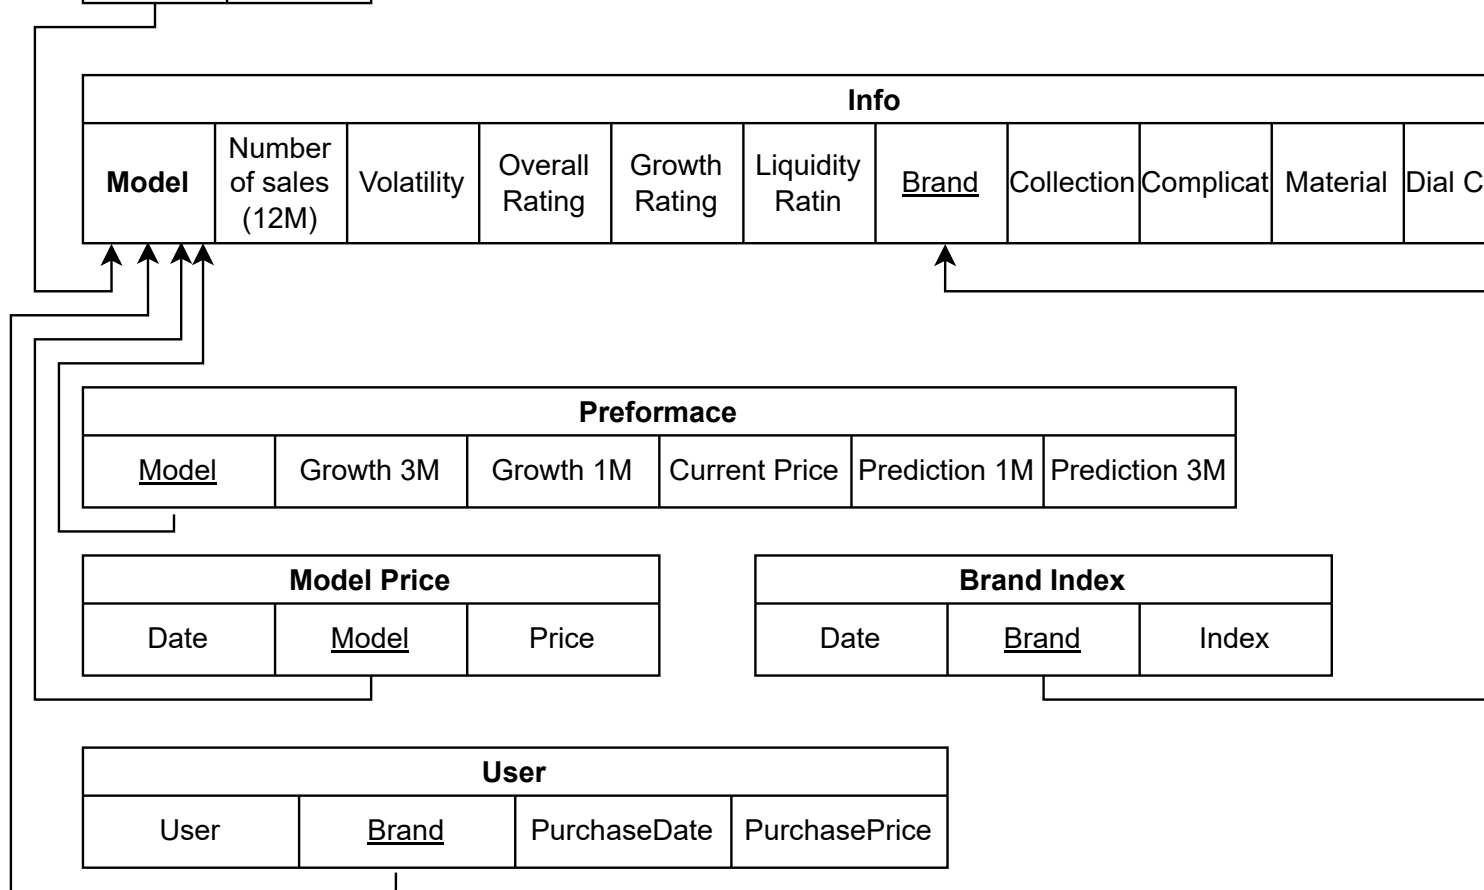 Info
Model
Number
of sales
(12M)
Volatility
Overall
Rating
Growth
Rating
Liquidity
Ratin
Brand
Collection
Complicat
Material
Dial C
Preformace
Model
Growth 3M
Growth 1M
Current Price
Prediction 1M
Prediction 3M
Model Price
Date
Model
Price
Brand Index
Date
Brand
Index
User
User
Brand
PurchaseDate
PurchasePrice